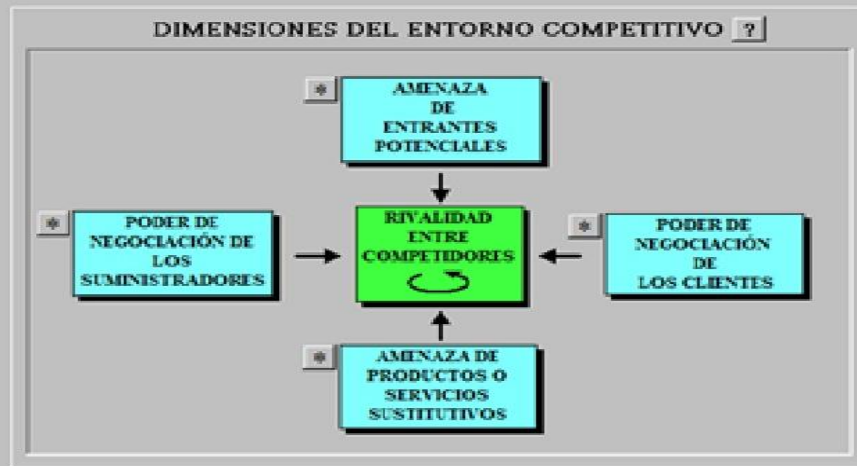 DIMENSIONES DEL ENTORNO COMPETITIVO ?
*
AMENAZA
DE
ENTRANTES
POTENCIALES
*
PODER DE
NEGOCIACIÓN DE
LOS
SUMINISTRADORES
RIVALIDAD
ENTRE
COMPETIDORES
*
PODER DE
NEGOCIACIÓN
DE
LOS CLIENTES
*
AMENAZA DE
PRODUCTOS O
SERVICIOS
SUSTITUTIVOS